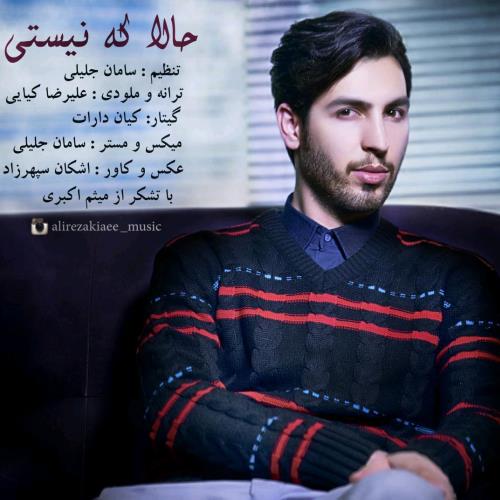 حالا که نیستی
تنظیم : سامان جلیلی
ترانه و ملودی : علیرضا کیایی
گیتار: کیان دارات
میکس و مستر : سامان جلیلی
عکس و کاور : اشکان سپهرزاد
با تشکر از میثم اکبری
alirezakiaee_music